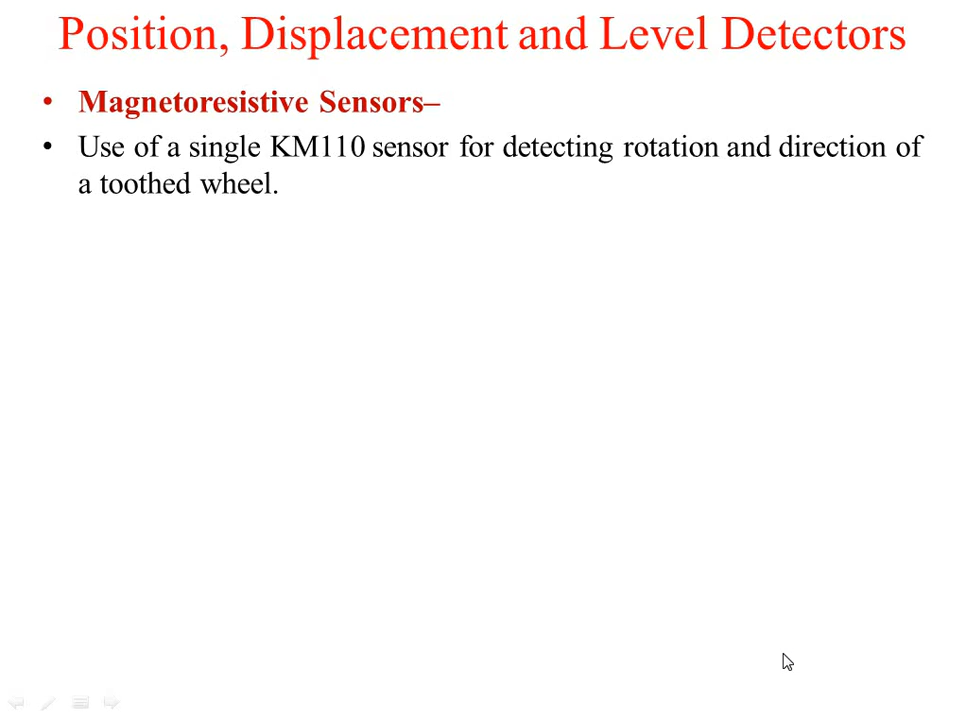 Position, Displacement and Level Detectors
• Magnetoresistive Sensors–
• Use of a single KM110 sensor for detecting rotation and direction of
a toothed wheel.